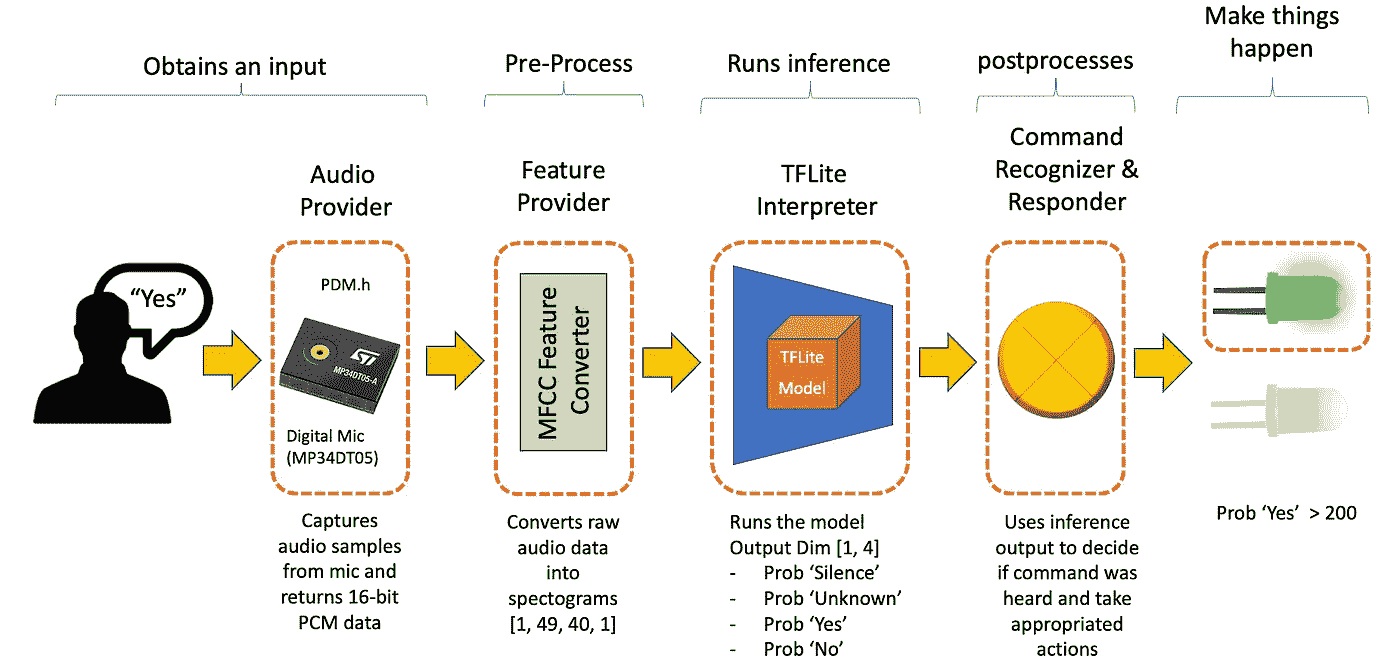 Obtains an input
Pre-Process
Runs inference
postprocesses
Make things
happen
Audio
Provider
Feature
Provider
TFLite
Interpreter
Command
Recognizer &
Responder
“Yes”
PDM.h
ST
MP34DT05-A
Digital Mic
(MP34DT05)
MFCC Feature
Converter
TFLite
Model
Captures
audio samples
from mic and
returns 16-bit
PCM data
Converts raw
audio data
into
spectograms
[1, 49, 40, 1]
Runs the model
Output Dim [1, 4]
- Prob ‘Silence’
- Prob ‘Unknown’
- Prob ‘Yes’
- Prob ‘No’
Uses inference
output to decide
if command was
heard and take
appropriated
actions
Prob ‘Yes’ > 200